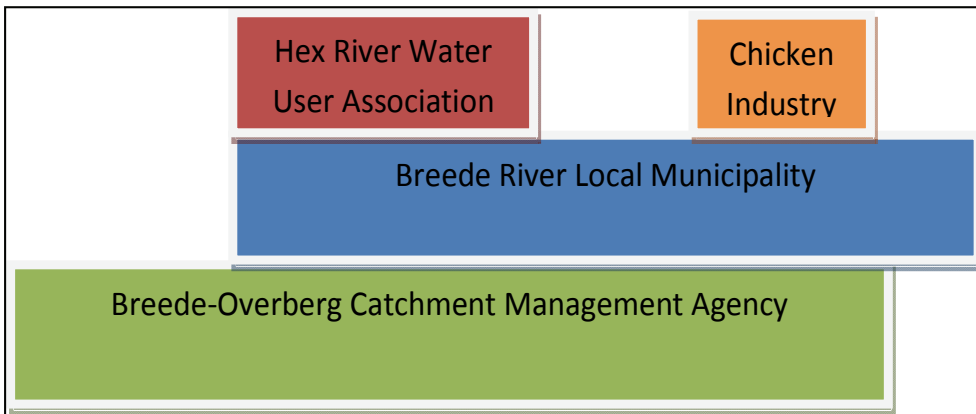 Hex River Water
User Association
Chicken
Industry
Breede River Local Municipality
Breede-Overberg Catchment Management Agency